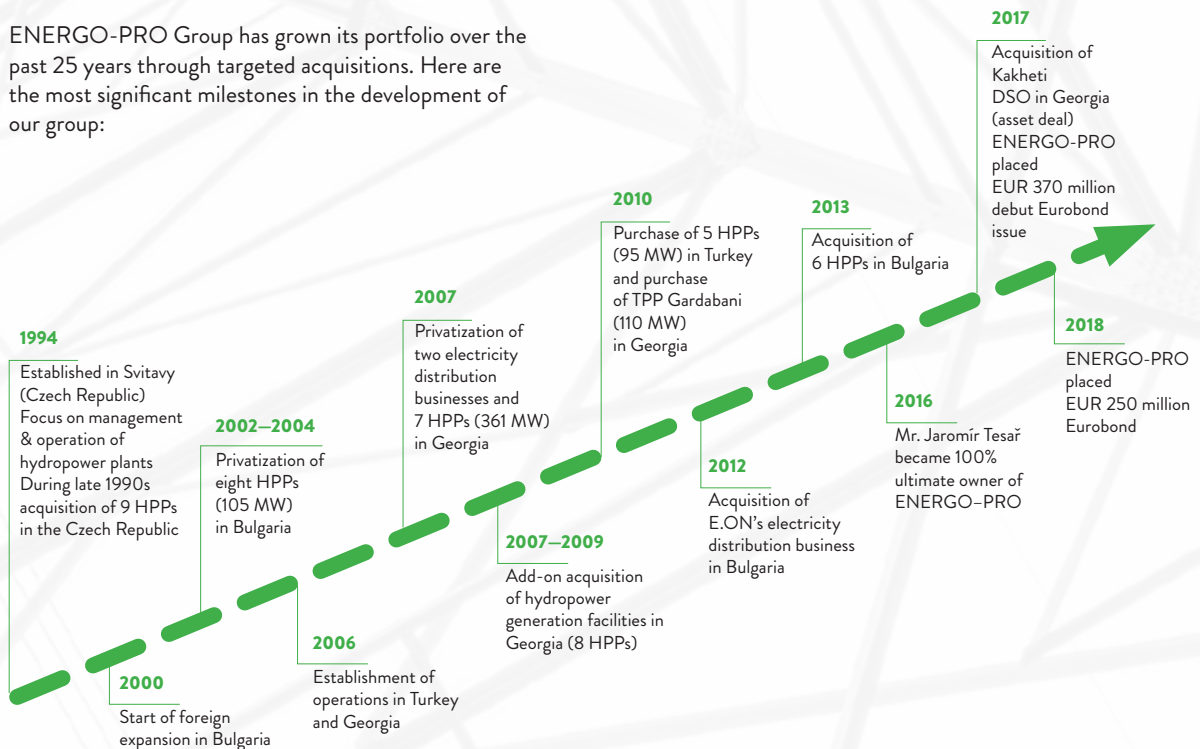 ENERGO-PRO Group has grown its portfolio over the
past 25 years through targeted acquisitions. Here are
the most significant milestones in the development of
our group:
1994
Established in Svitavy
(Czech Republic)
Focus on management
& operation of
hydropower plants
During late 1990s
acquisition of 9 HPPs
in the Czech Republic
2000
Start of foreign
expansion in Bulgaria
2002—2004
Privatization of
eight HPPs
(105 MW)
in Bulgaria
2006
Establishment of
operations in Turkey
and Georgia
2007
Privatization of
two electricity
distribution
businesses and
7 HPPs (361 MW)
in Georgia
2007—2009
Add-on acquisition
of hydropower
generation facilities in
Georgia (8 HPPs)
2010
Purchase of 5 HPPs
(95 MW) in Turkey
and purchase
of TPP Gardabani
(110 MW)
in Georgia
2012
Acquisition of
E.ON’s electricity
distribution business
in Bulgaria
2013
Acquisition of
6 HPPs in Bulgaria
2016
Mr. Jaromír Tesař
became 100%
ultimate owner of
ENERGO–PRO
2017
Acquisition of
Kakheti
DSO in Georgia
(asset deal)
ENERGO-PRO
placed
EUR 370 million
debut Eurobond
issue
2018
ENERGO-PRO
placed
EUR 250 million
Eurobond